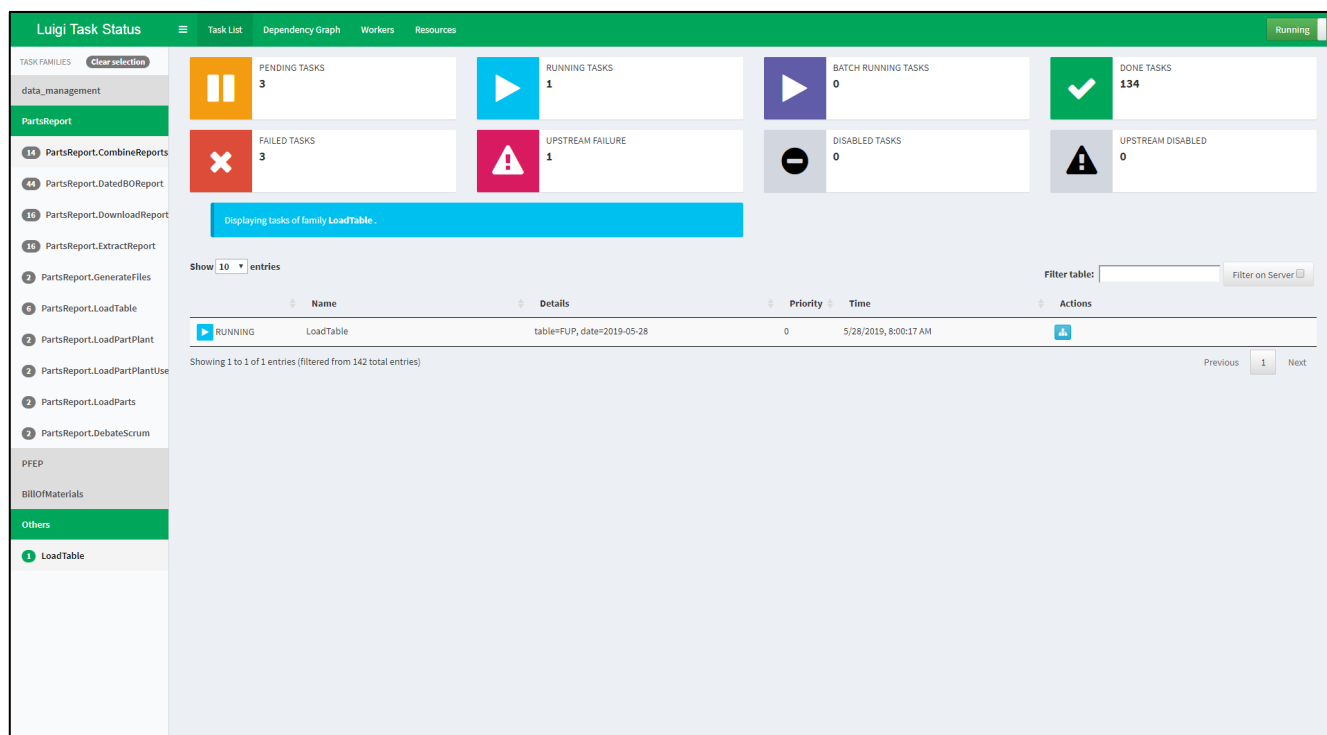 Luigi Task Status
Task List Dependency Graph Workers Resources Running
TASK FAMILIES Clear selection
data_management
PartsReport
14 PartsReport.CombineReports
44 PartsReport.DatedBOReport
16 PartsReport.DownloadReport
16 PartsReport.ExtractReport
2 PartsReport.GenerateFiles
6 PartsReport.LoadTable
2 PartsReport.LoadPartPlant
2 PartsReport.LoadPartPlantUse
2 PartsReport.LoadParts
2 PartsReport.DebateScrum
PFEP
BillOfMaterials
Others
1 LoadTable
PENDING TASKS
3
RUNNING TASKS
1
BATCH RUNNING TASKS
0
DONE TASKS
134
FAILED TASKS
3
UPSTREAM FAILURE
1
DISABLED TASKS
0
UPSTREAM DISABLED
0
Displaying tasks of family LoadTable .
Show 10 entries
Filter table: Filter on Server
Name Details Priority Time Actions
RUNNING LoadTable table=FUP, date=2019-05-28 0 5/28/2019, 8:00:17 AM
Showing 1 to 1 of 1 entries (filtered from 142 total entries)
Previous 1 Next